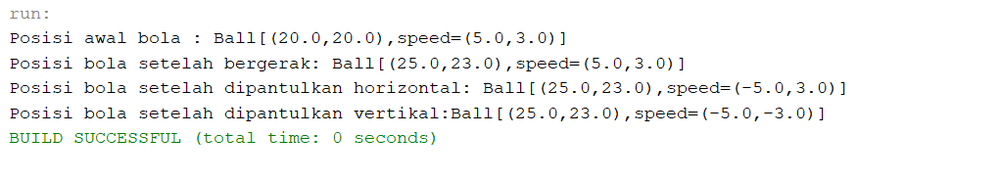 run:
Posisi awal bola : Ball[(20.0,20.0),speed=(5.0,3.0)]
Posisi bola setelah bergerak: Ball[(25.0,23.0),speed=(5.0,3.0)]
Posisi bola setelah dipantulkan horizontal: Ball[(25.0,23.0),speed=(-5.0,3.0)]
Posisi bola setelah dipantulkan vertikal:Ball[(25.0,23.0),speed=(-5.0,-3.0)]
BUILD SUCCESSFUL (total time: 0 seconds)